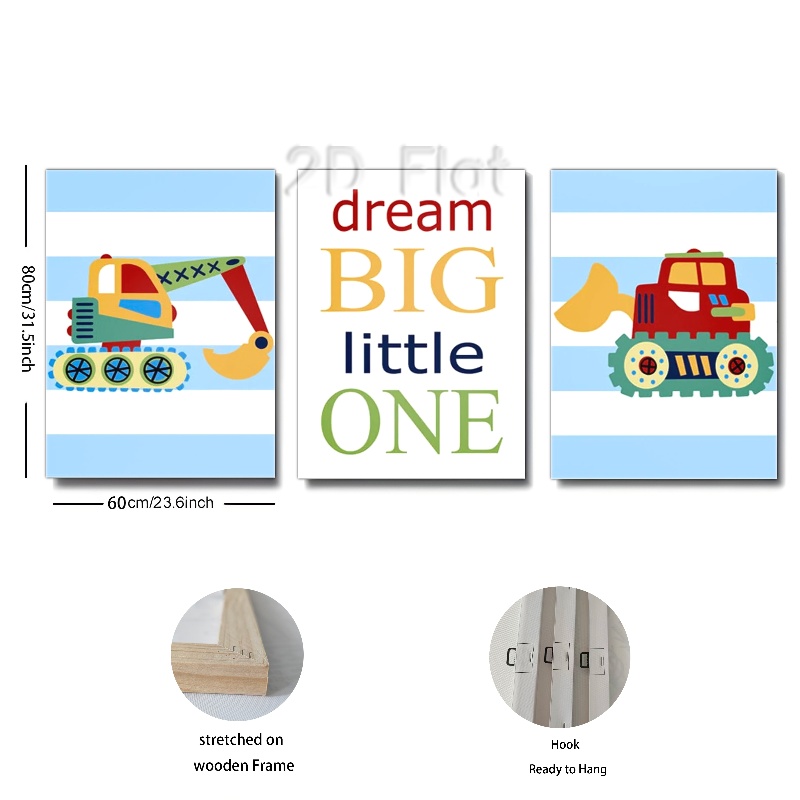 2D Flat
dream
BIG
little
ONE
80cm/31.5inch
60cm/23.6inch
stretched on
wooden Frame
Hook
Ready to Hang